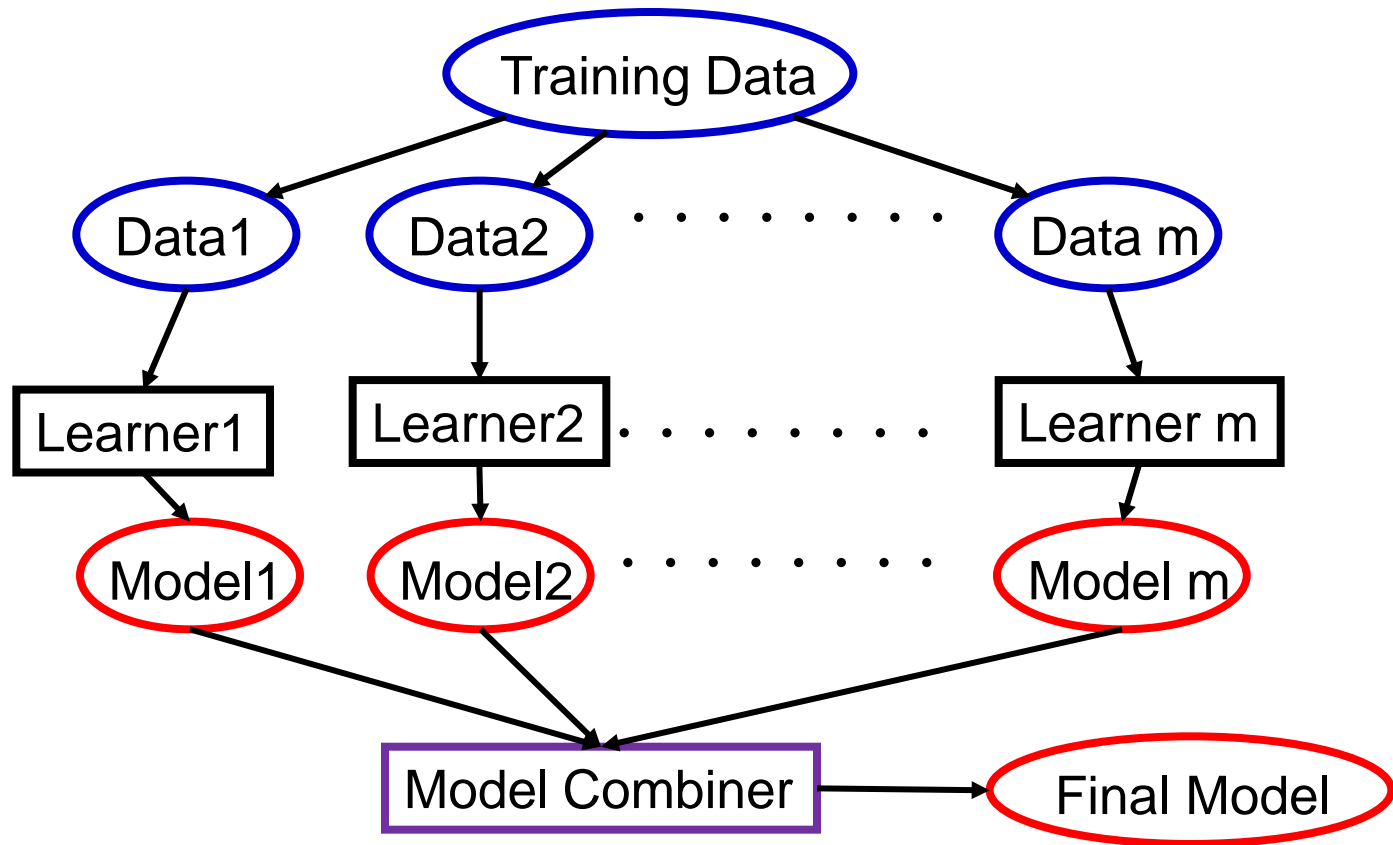 Training Data
Data1
Data2
Data m
Learner1
Learner2
Learner m
Model1
Model2
Model m
Model Combiner
Final Model